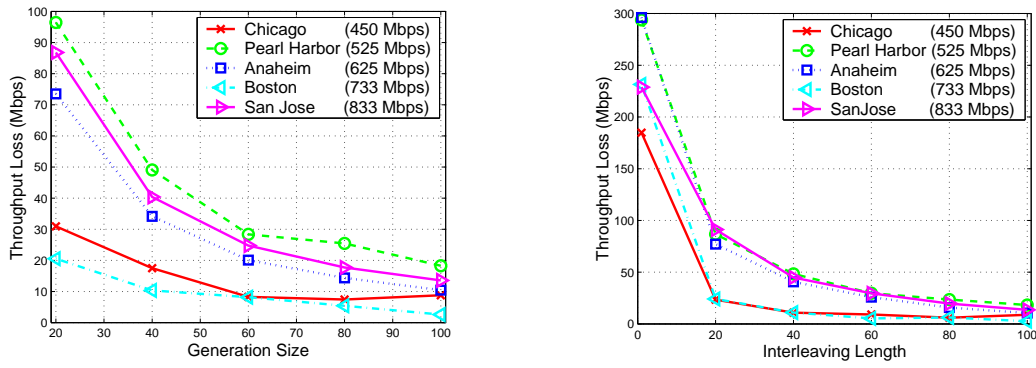 100
90
80
70
60
50
40
30
20
10
0
Throughput Loss (Mbps)
20 30 40 50 60 70 80 90 100
Generation Size
Chicago (450 Mbps)
Pearl Harbor (525 Mbps)
Anaheim (625 Mbps)
Boston (733 Mbps)
San Jose (833 Mbps)
300
250
200
150
100
50
0
Throughput Loss (Mbps)
0 20 40 60 80 100
Interleaving Length
Chicago (450 Mbps)
Pearl Harbor (525 Mbps)
Anaheim (625 Mbps)
Boston (733 Mbps)
SanJose (833 Mbps)